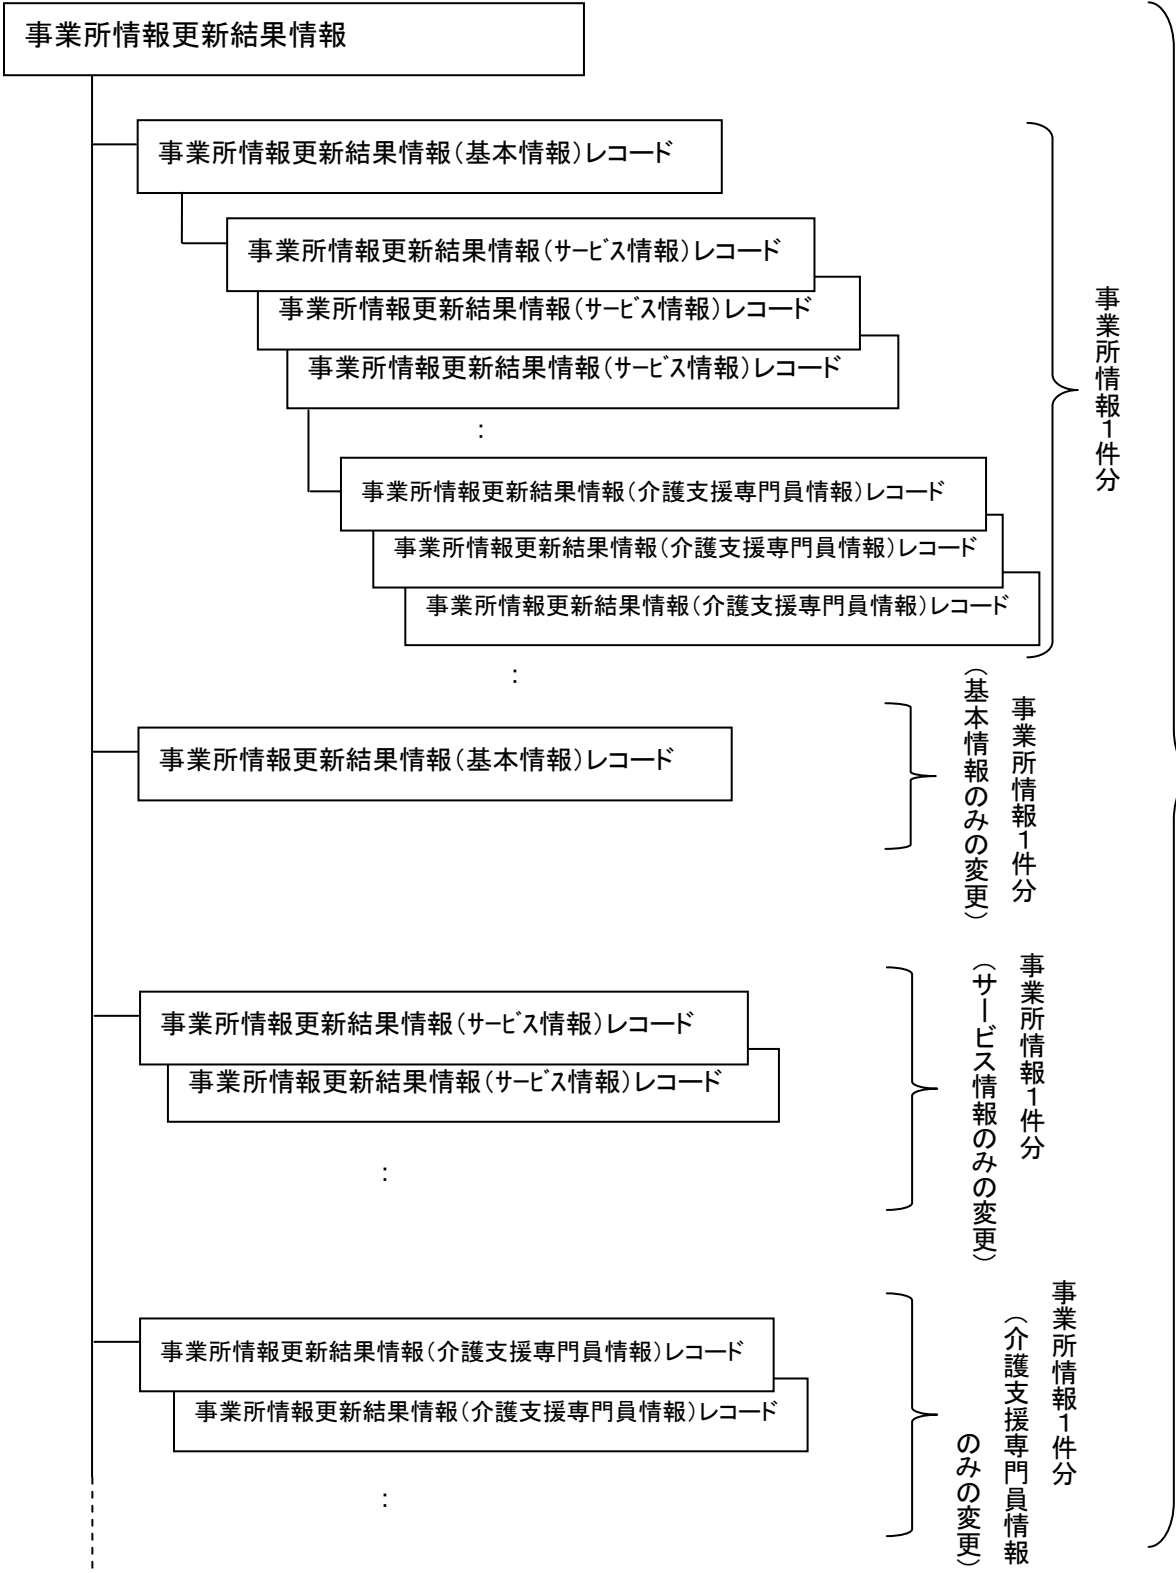 事業所情報更新結果情報
事業所情報更新結果情報(基本情報)レコード
事業所情報更新結果情報(ｻｰﾋﾞｽ情報)レコード
事業所情報更新結果情報(ｻｰﾋﾞｽ情報)レコード
事業所情報更新結果情報(ｻｰﾋﾞｽ情報)レコード
:
事業所情報更新結果情報(介護支援専門員情報)レコード
事業所情報更新結果情報(介護支援専門員情報)レコード
事業所情報更新結果情報(介護支援専門員情報)レコード
:
事業所情報1件分
事業所情報更新結果情報(基本情報)レコード
事業所情報1件分
(基本情報のみの変更)
事業所情報更新結果情報(ｻｰﾋﾞｽ情報)レコード
事業所情報更新結果情報(ｻｰﾋﾞｽ情報)レコード
:
事業所情報1件分
(サービス情報のみの変更)
事業所情報更新結果情報(介護支援専門員情報)レコード
事業所情報更新結果情報(介護支援専門員情報)レコード
:
事業所情報1件分
(介護支援専門員情報
のみの変更)